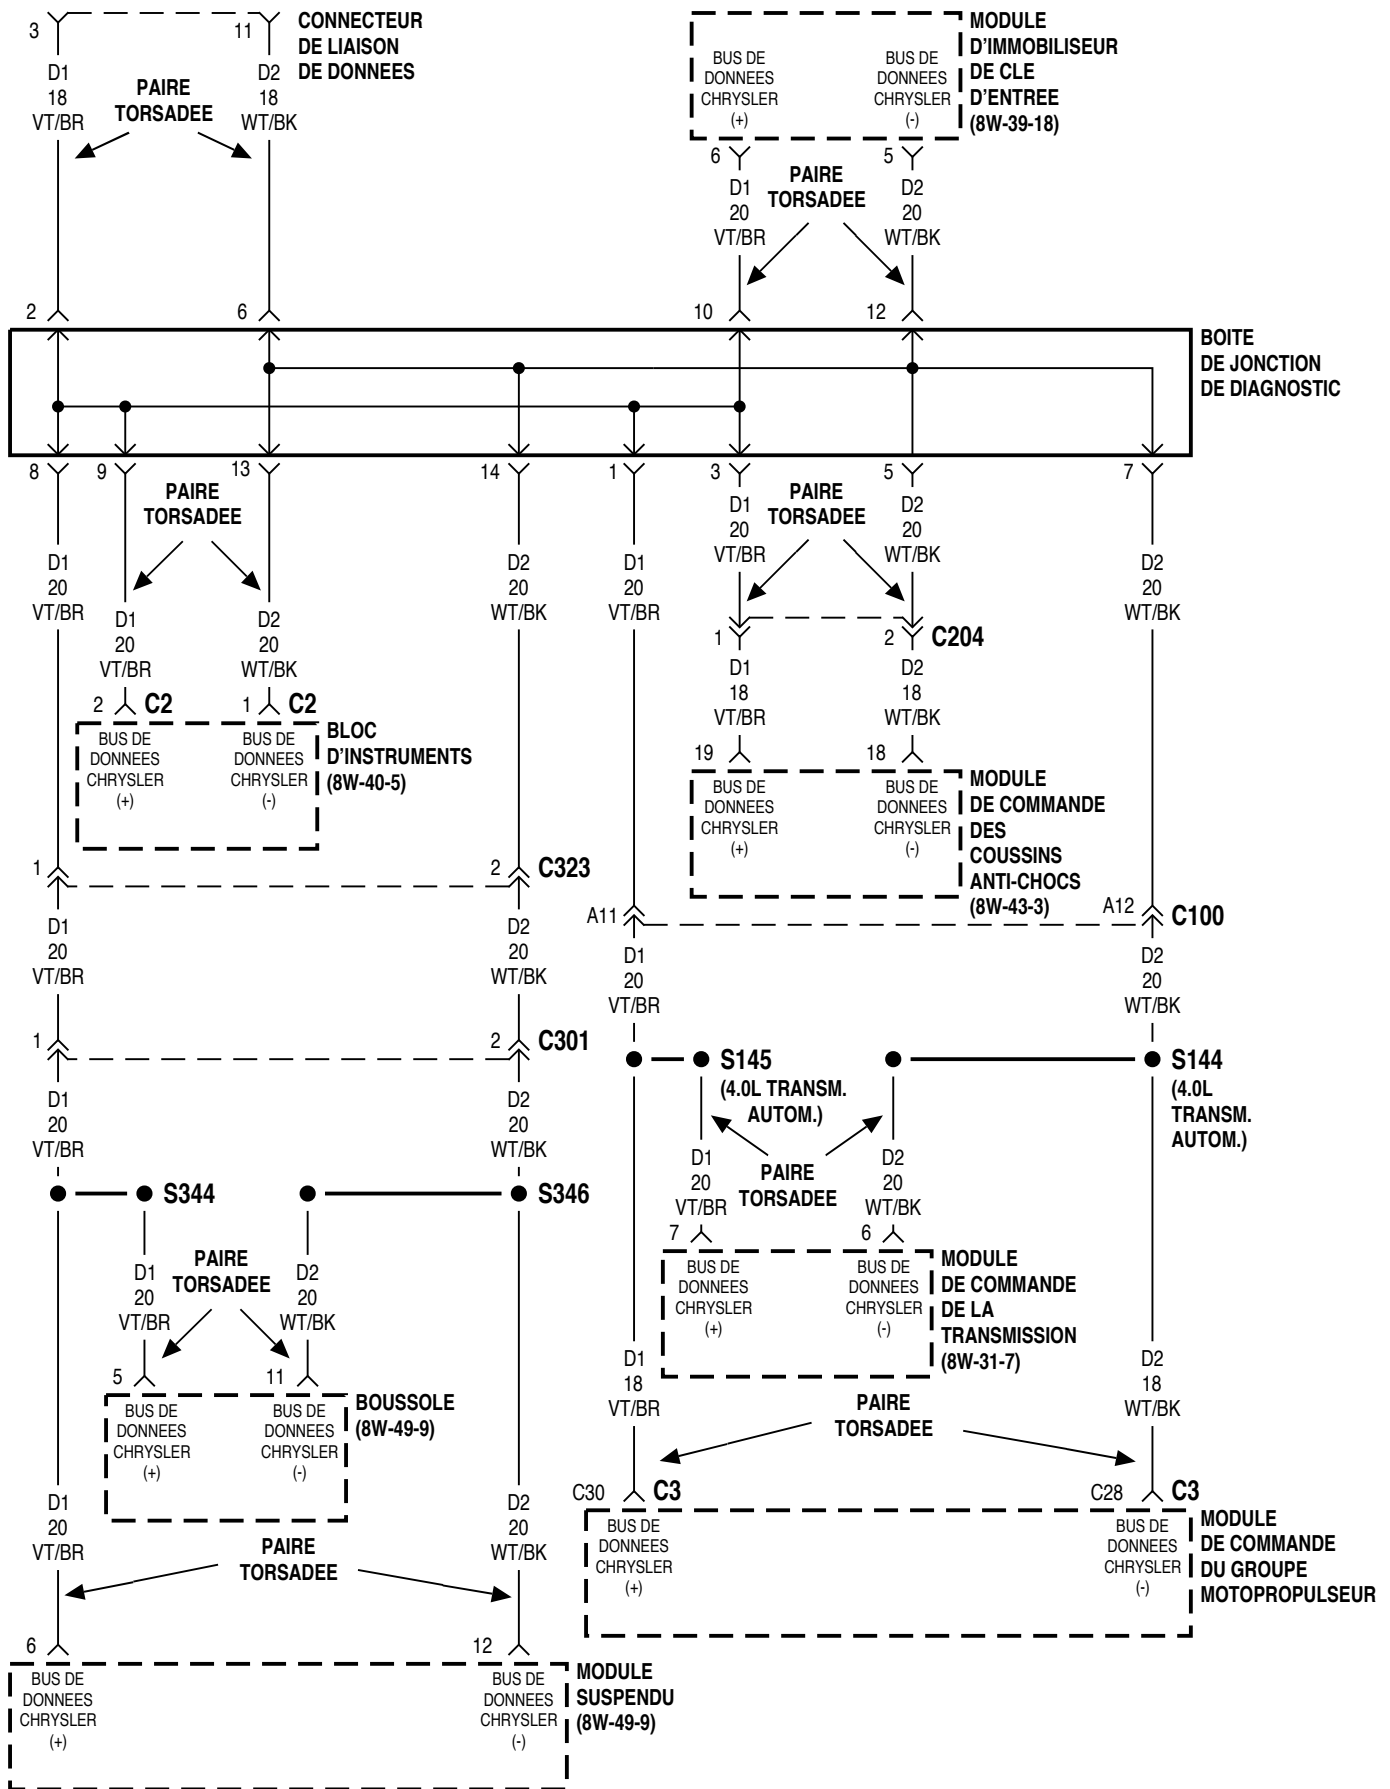 3
11
CONNECTEUR
DE LIAISON
DE DONNEES
D1
18
VT/BR
D2
18
WT/BK
PAIRE
TORSADEE
BUS DE
DONNEES
CHRYSLER
(+)
BUS DE
DONNEES
CHRYSLER
(-)
MODULE
D'IMMOBILISEUR
DE CLE
D'ENTREE
(8W-39-18)
6
5
D1
20
VT/BR
PAIRE
TORSADEE
D2
20
WT/BK
2
6
10
12
BOITE
DE JONCTION
DE DIAGNOSTIC
8
9
13
14
1
3
5
7
PAIRE
TORSADEE
D1
20
VT/BR
PAIRE
TORSADEE
D2
20
WT/BK
D1
20
VT/BR
D2
20
WT/BK
D1
20
VT/BR
D2
20
WT/BK
D1
20
VT/BR
D2
20
WT/BK
1
2
C204
D1
18
VT/BR
D2
18
WT/BK
2
C2
1
C2
BUS DE
DONNEES
CHRYSLER
(+)
BUS DE
DONNEES
CHRYSLER
(-)
BLOC
D'INSTRUMENTS
(8W-40-5)
19
18
BUS DE
DONNEES
CHRYSLER
(+)
BUS DE
DONNEES
CHRYSLER
(-)
MODULE
DE COMMANDE
DES
COUSSINS
ANTI-CHOCS
(8W-43-3)
1
2
C323
A11
A12
C100
D1
20
VT/BR
D2
20
WT/BK
D1
20
VT/BR
D2
20
WT/BK
1
2
C301
S145
(4.0L TRANSM.
AUTOM.)
S144
(4.0L
TRANSM.
AUTOM.)
D1
20
VT/BR
D2
20
WT/BK
D1
20
VT/BR
PAIRE
TORSADEE
D2
20
WT/BK
S344
S346
7
6
D1
20
VT/BR
PAIRE
TORSADEE
D2
20
WT/BK
BUS DE
DONNEES
CHRYSLER
(+)
BUS DE
DONNEES
CHRYSLER
(-)
MODULE
DE COMMANDE
DE LA
TRANSMISSION
(8W-31-7)
5
11
BUS DE
DONNEES
CHRYSLER
(+)
BUS DE
DONNEES
CHRYSLER
(-)
BOUSSOLE
(8W-49-9)
D1
18
VT/BR
PAIRE
TORSADEE
D2
18
WT/BK
C30
C3
C28
C3
D1
20
VT/BR
PAIRE
TORSADEE
D2
20
WT/BK
BUS DE
DONNEES
CHRYSLER
(+)
BUS DE
DONNEES
CHRYSLER
(-)
MODULE
DE COMMANDE
DU GROUPE
MOTOPROPULSEUR
6
12
BUS DE
DONNEES
CHRYSLER
(+)
BUS DE
DONNEES
CHRYSLER
(-)
MODULE
SUSPENDU
(8W-49-9)